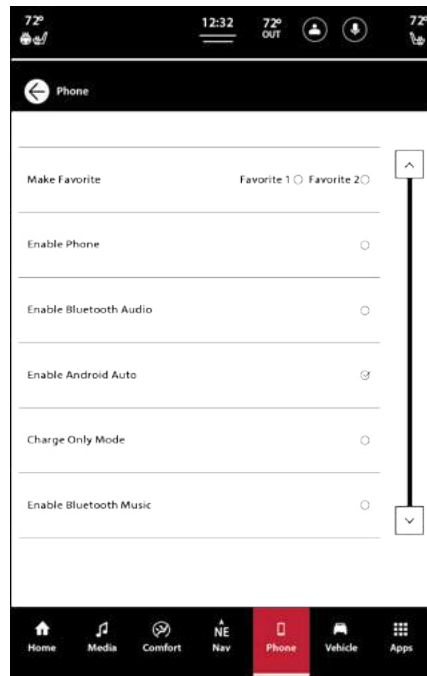 72° 12:32 72° OUT 72°
Phone
Make Favorite Favorite 1 Favorite 2
Enable Phone
Enable Bluetooth Audio
Enable Android Auto
Charge Only Mode
Enable Bluetooth Music
NE
Home Media Comfort Nav Phone Vehicle Apps